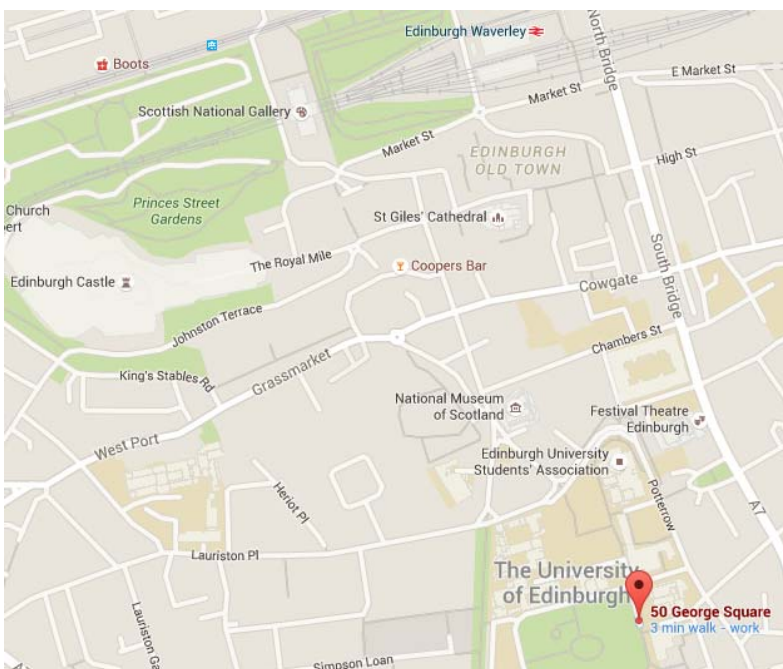 Edinburgh Waverley
North Bridge
Boots
E Market St
Market St
Scottish National Gallery
Market St
High St
EDINBURGH
OLD TOWN
Princes Street
Gardens
Church
St Giles' Cathedral
The Royal Mile
Coopers Bar
South Bridge
Edinburgh Castle
Cowgate
Johnston Terrace
Chambers St
King's Stables Rd
Grassmarket
National Museum
of Scotland
Festival Theatre
Edinburgh
West Port
Edinburgh University
Students' Association
Potterrow
Heriot Pl
A7
Lauriston Pl
The University
of Edinburgh
50 George Square
3 min walk - work
Simpson Loan